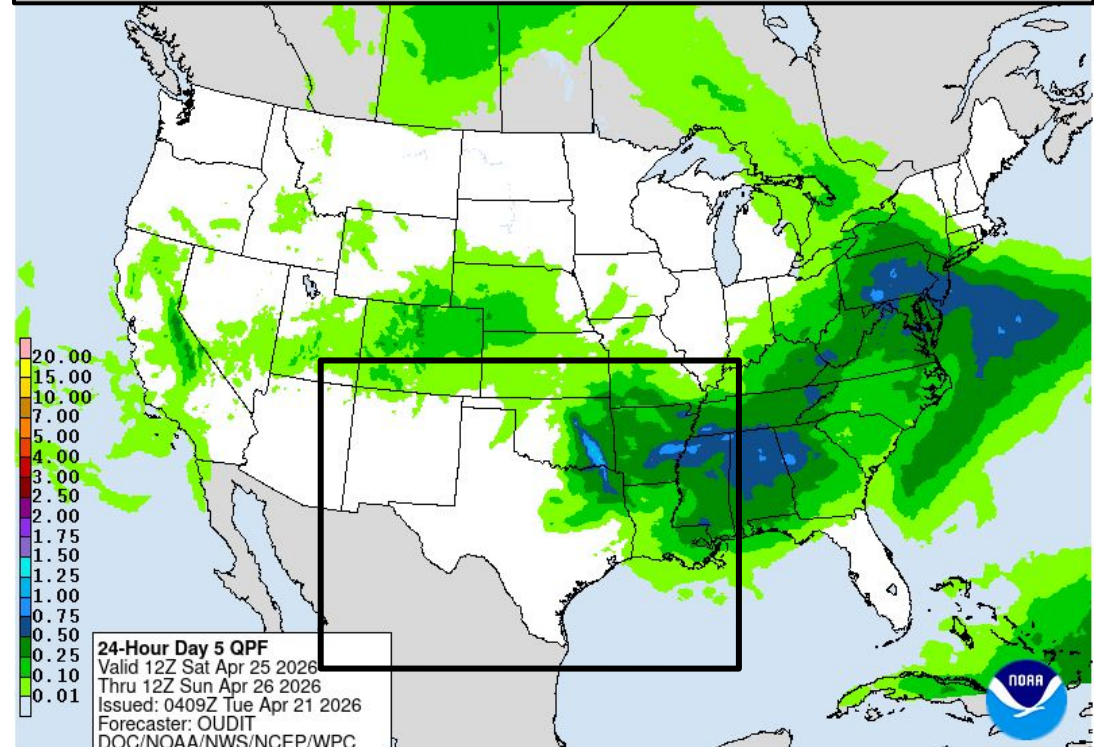 20.00
15.00
10.00
7.00
5.00
4.00
3.00
2.50
2.00
1.75
1.50
1.25
1.00
0.75
0.50
0.25
0.10
0.01
24-Hour Day 5 QPF
Valid 12Z Sat Apr 25 2026
Thru 12Z Sun Apr 26 2026
Issued: 0409Z Tue Apr 21 2026
Forecaster: OUDIT
DOC/NOAA/NWS/NCEP/WPC
NOAA